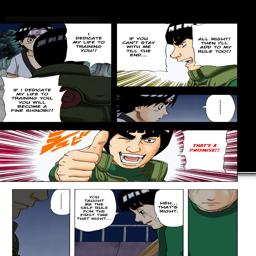 ALL RIGHT!
THEN I'LL
ADD TO MY
RULE TOO!!
IF YOU
CAN'T STAY
WITH ME
TILL THE
END...
I DEDICATE
MY LIFE TO
TRAINING
YOU!!
IF I DEDICATE
MY LIFE TO
TRAINING YOU,
YOU WILL
BECOME A
FINE SHINOBI!!
THAT'S A
PROMISE!!
HEH...
THAT'S
RIGHT.
YOU
TAUGHT ME
THE SELF RULE
FOR THE
FIRST TIME
THAT NIGHT...